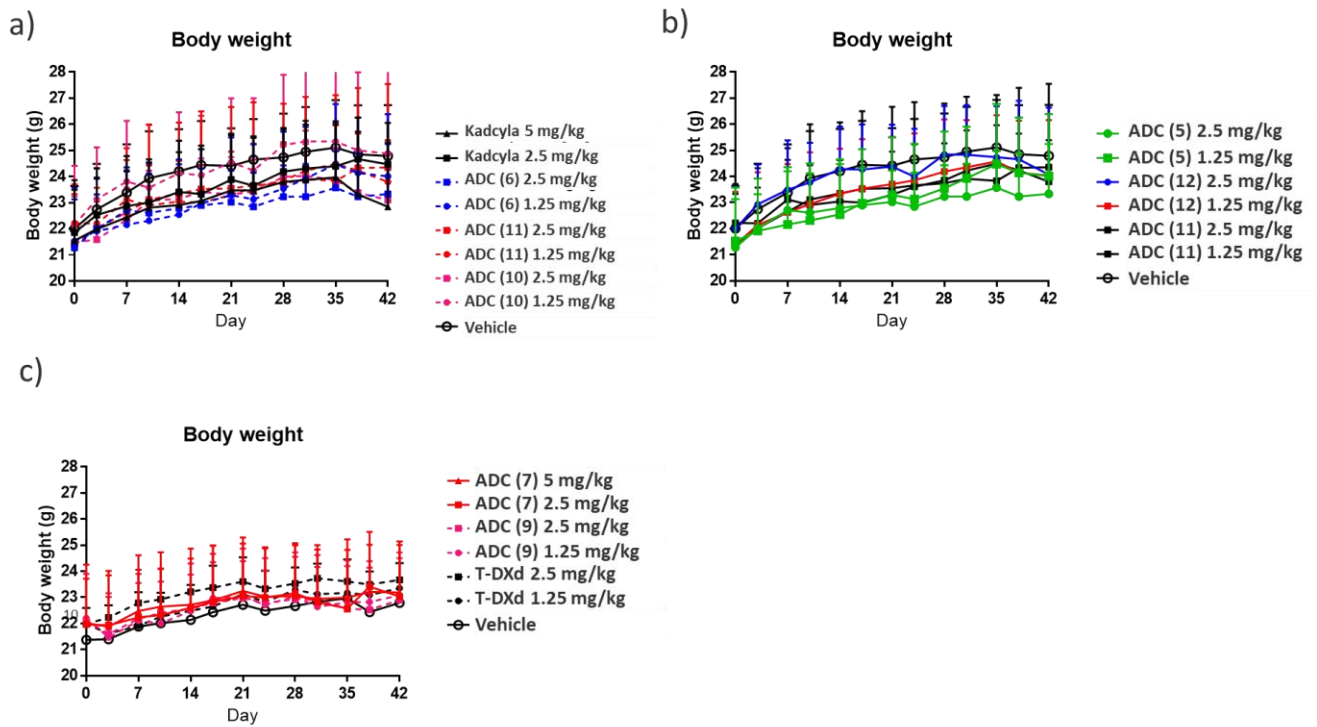 a)
Body weight
Body weight (g)
28
27
26
25
24
23
22
21
20
0 7 14 21 28 35 42
Day
Kadcyla 5 mg/kg
Kadcyla 2.5 mg/kg
ADC (6) 2.5 mg/kg
ADC (6) 1.25 mg/kg
ADC (11) 2.5 mg/kg
ADC (11) 1.25 mg/kg
ADC (10) 2.5 mg/kg
ADC (10) 1.25 mg/kg
Vehicle
b)
Body weight
Body weight (g)
28
27
26
25
24
23
22
21
20
0 7 14 21 28 35 42
Day
ADC (5) 2.5 mg/kg
ADC (5) 1.25 mg/kg
ADC (12) 2.5 mg/kg
ADC (12) 1.25 mg/kg
ADC (11) 2.5 mg/kg
ADC (11) 1.25 mg/kg
Vehicle
c)
Body weight
Body weight (g)
28
27
26
25
24
23
10
22
21
20
0 7 14 21 28 35 42
Day
ADC (7) 5 mg/kg
ADC (7) 2.5 mg/kg
ADC (9) 2.5 mg/kg
ADC (9) 1.25 mg/kg
T-DXd 2.5 mg/kg
T-DXd 1.25 mg/kg
Vehicle